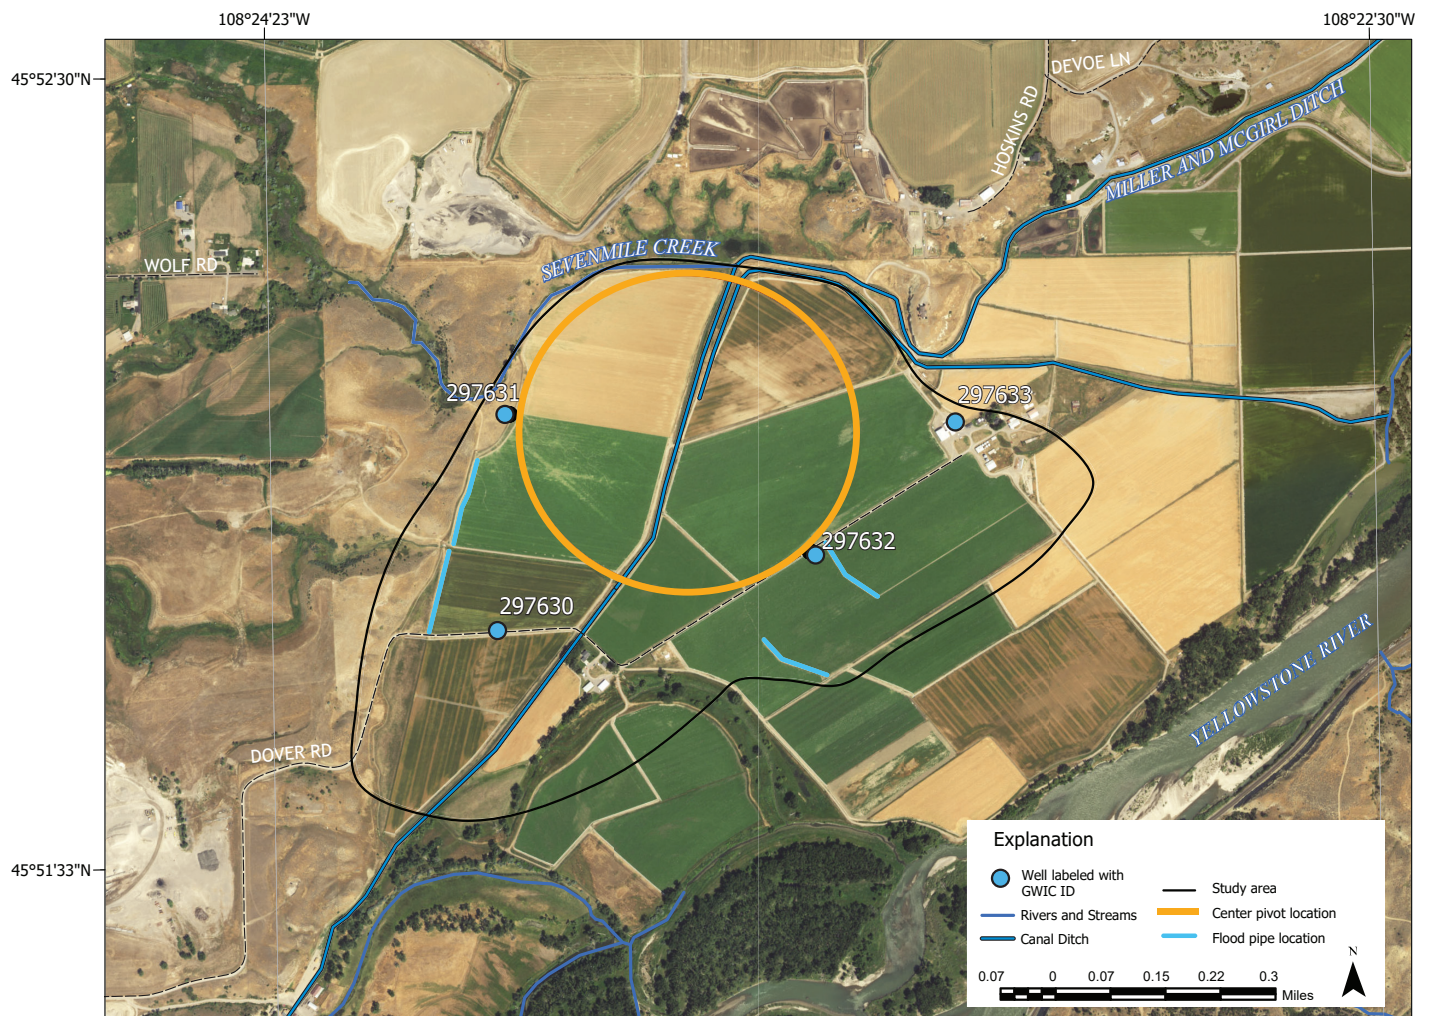 108°24'23"W
108°22'30"W
45°52'30"N
DEVOE LN
HOSKINS RD
MILLER AND MCGIRL DITCH
SEVENMILE CREEK
WOLF RD
297631
297633
297632
297630
YELLOWSTONE RIVER
DOVER RD
45°51'33"N
Explanation
Well labeled with
GWIC ID
Rivers and Streams
Canal Ditch
Study area
Center pivot location
Flood pipe location
N
0.07 0 0.07 0.15 0.22 0.3
Miles